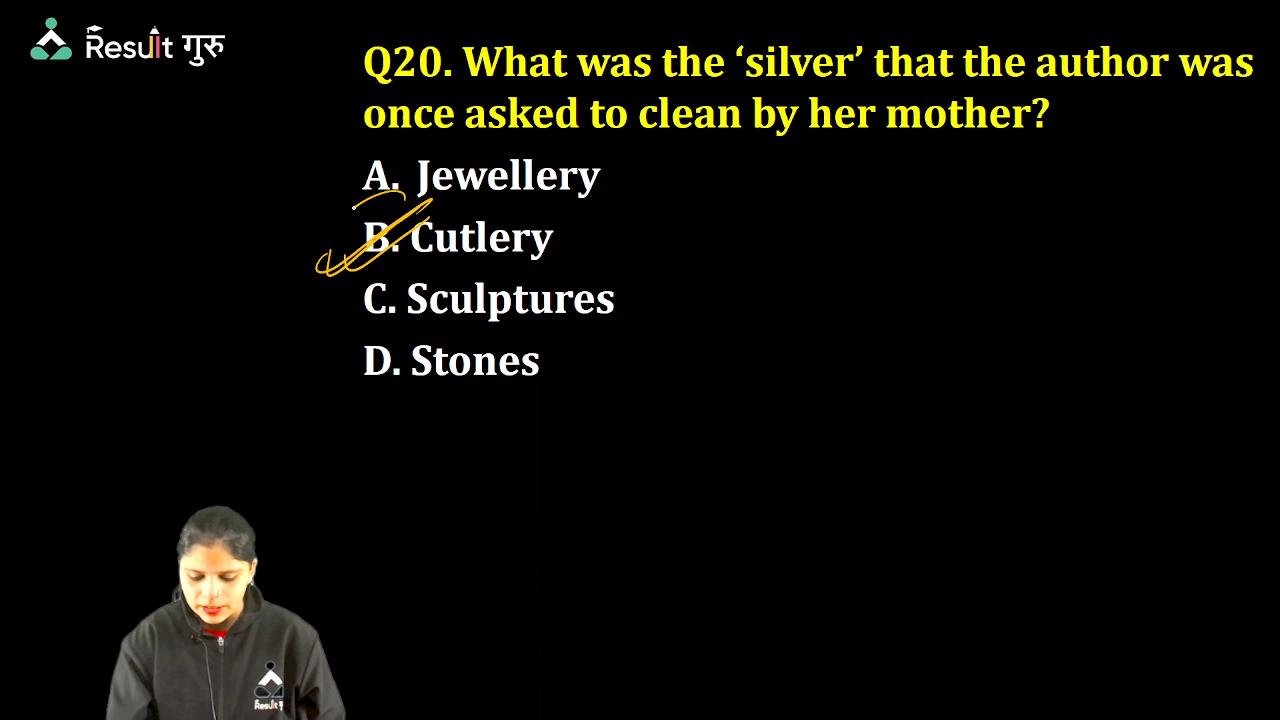 Result गुरु
Q20. What was the ‘silver’ that the author was
once asked to clean by her mother?
A. Jewellery
B. Cutlery
C. Sculptures
D. Stones
Result गु